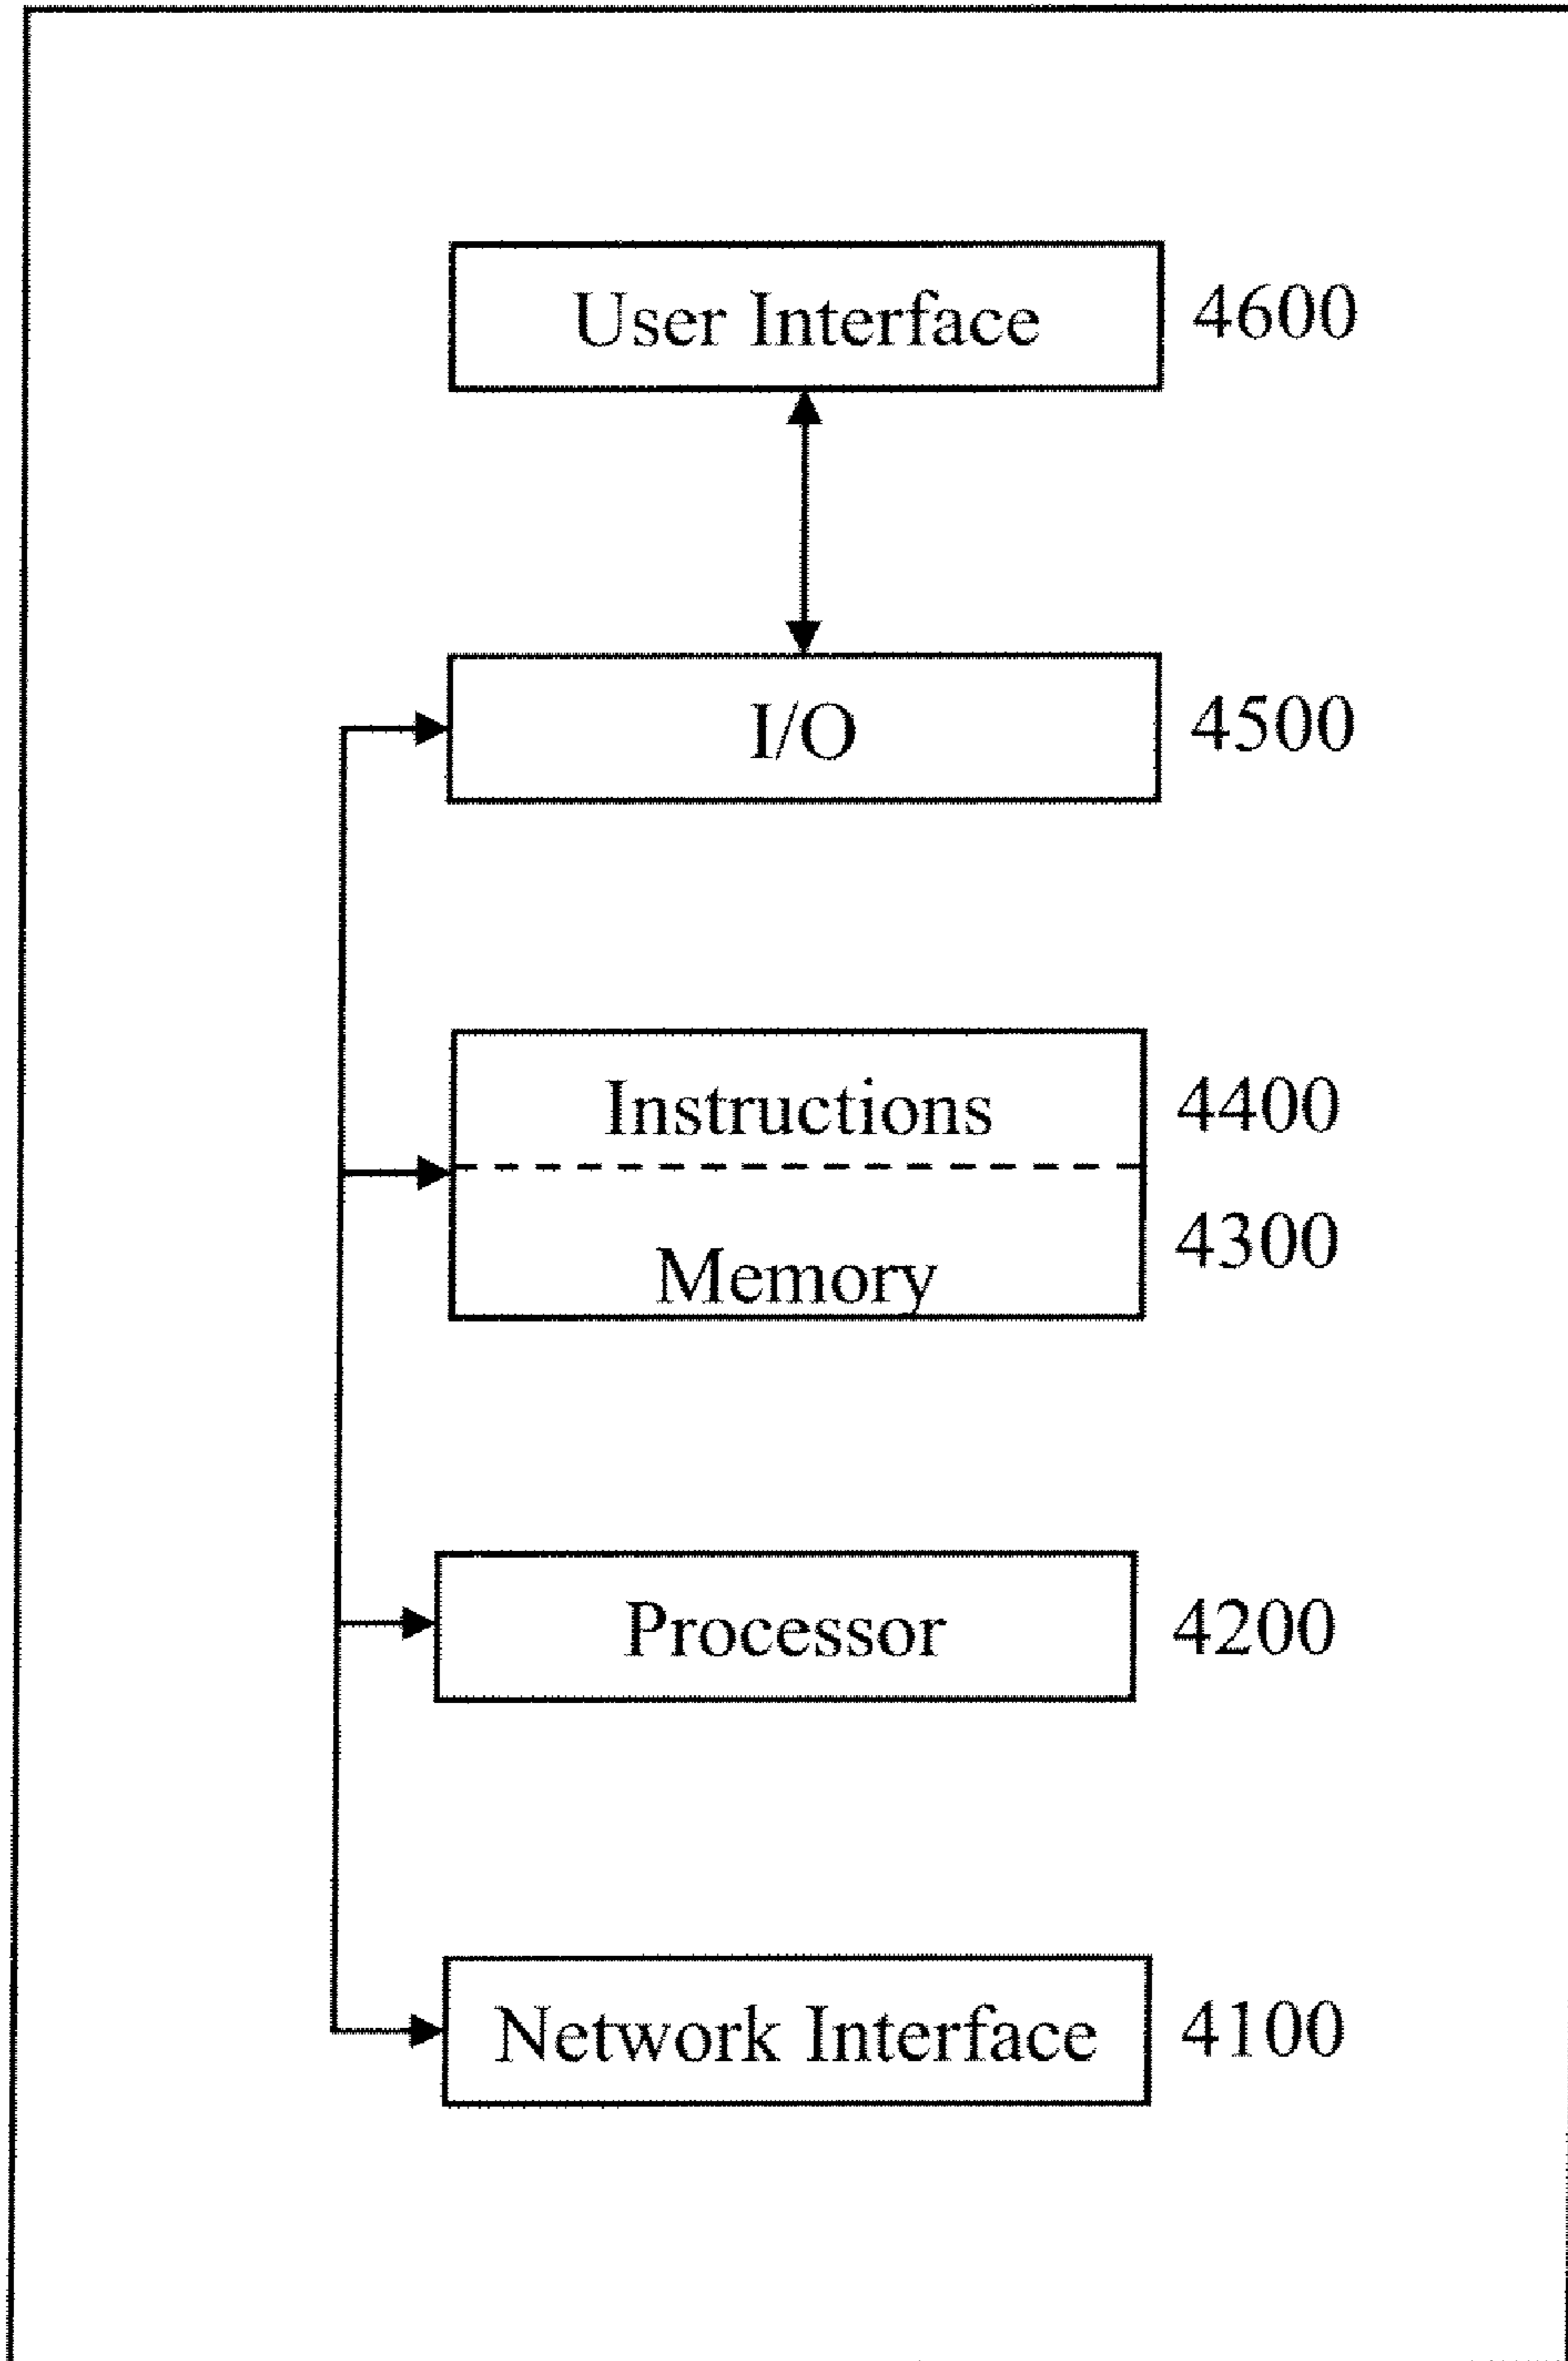 User Interface 4600
I/O 4500
Instructions 4400
Memory 4300
Processor 4200
Network Interface 4100